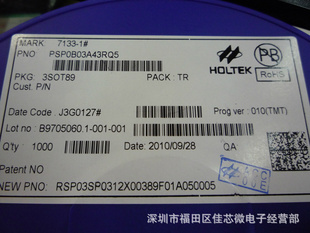 MARK 7133-1#
PNO: PSP0B03A43RQ5
HOLTEK
PB
RoHS
PKG: 3SOT89 PACK : TR
Cust P/N
Date Code : J3G0127# Prog ver : 010(TMT)
Lot no : B9705060.1-001-001
Q'ty : 1000 Date : 2010/09/28 QA
Patent NO
NEW PNO: RSP03SP0312X00389F01A050005
深圳市福田区佳芯微电子经营部